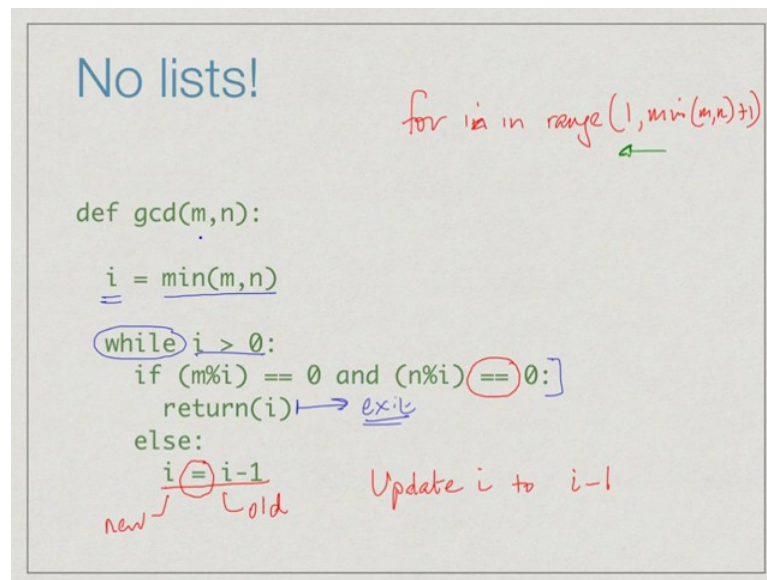 No lists!
for i in range (1, min(m,n)+1)
def gcd(m,n):
i = min(m,n)
while i > 0:
if (m%i) == 0 and (n%i) == 0:
return(i) exit
else:
i = i-1
Update i to i-1
new old